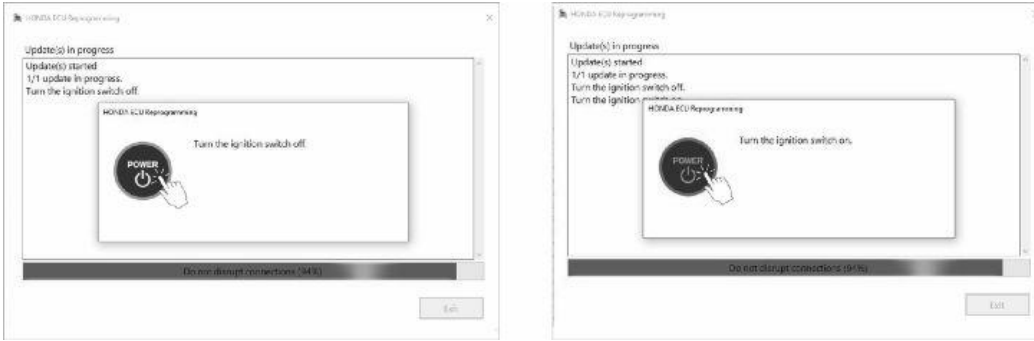 HONDA ECU Reprogramming
Update(s) in progress
Update(s) started
1/1 update in progress.
Turn the ignition switch off.
HONDA ECU Reprogramming
Turn the ignition switch off.
POWER
Do not disrupt connections (94%)
Exit
HONDA ECU Reprogramming
Update(s) in progress
Update(s) started
1/1 update in progress.
Turn the ignition switch off.
Turn the ignition
HONDA ECU Reprogramming
Turn the ignition switch on.
POWER
Do not disrupt connections (94%)
Exit